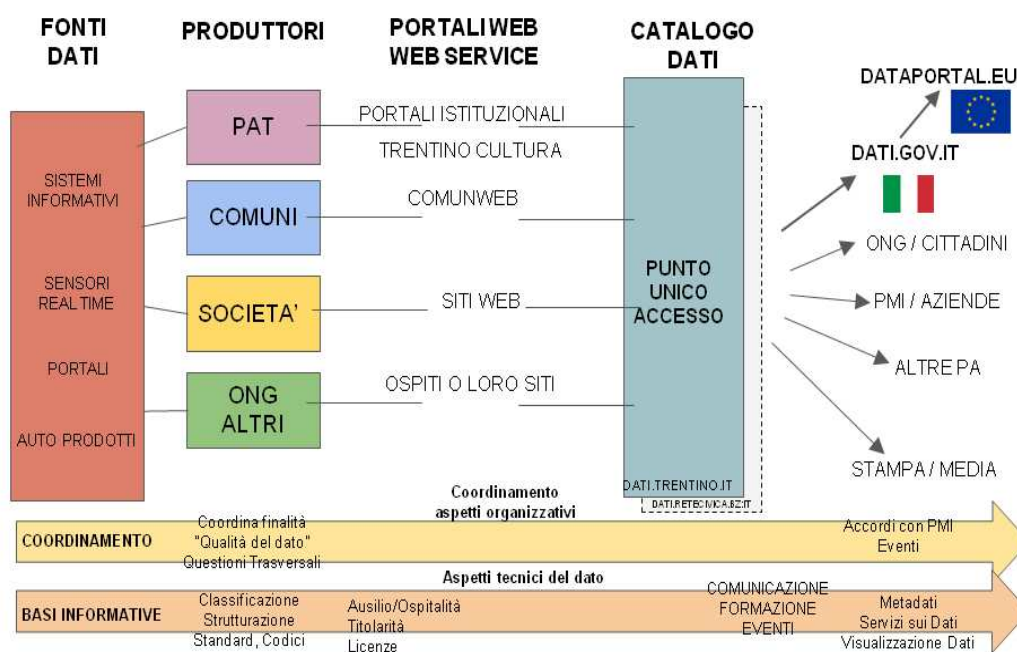 FONTI
DATI
PRODUTTORI
PORTALI WEB
WEB SERVICE
CATALOGO
DATI
SISTEMI
INFORMATIVI
SENSORI
REAL TIME
PORTALI
AUTO PRODOTTI
PAT
COMUNI
SOCIETA'
ONG
ALTRI
PORTALI ISTITUZIONALI
TRENTINO CULTURA
COMUNWEB
SITI WEB
OSPITI O LORO SITI
PUNTO
UNICO
ACCESSO
DATI.TRENTINO.IT
DATI.RETECIVICA.BZ.IT
DATAPORTAL.EU
DATI.GOV.IT
ONG / CITTADINI
PMI / AZIENDE
ALTRE PA
STAMPA / MEDIA
Coordinamento
aspetti organizzativi
COORDINAMENTO
Coordina finalità
"Qualità del dato"
Questioni Trasversali
Accordi con PMI
Eventi
Aspetti tecnici del dato
BASI INFORMATIVE
Classificazione
Strutturazione
Standard, Codici
Ausilio/Ospitalità
Titolarità
Licenze
COMUNICAZIONE
FORMAZIONE
EVENTI
Metadati
Servizi sui Dati
Visualizzazione Dati